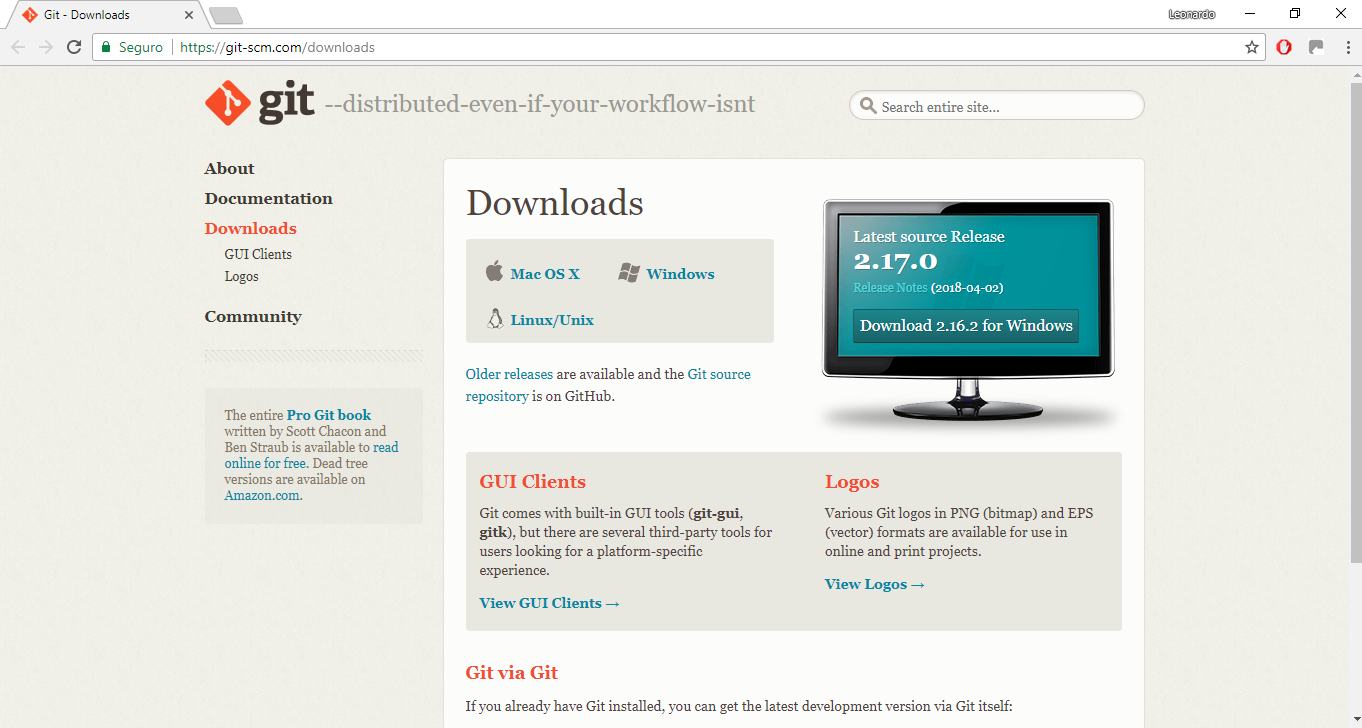 Git - Downloads
Leonardo
Seguro
https://git-scm.com/downloads
git --distributed-even-if-your-workflow-isnt
Search entire site...
About
Documentation
Downloads
GUI Clients
Logos
Community
The entire Pro Git book
written by Scott Chacon and
Ben Straub is available to read
online for free. Dead tree
versions are available on
Amazon.com.
Downloads
Mac OS X
Windows
Linux/Unix
Older releases are available and the Git source
repository is on GitHub.
Latest source Release
2.17.0
Release Notes (2018-04-02)
Download 2.16.2 for Windows
GUI Clients
Git comes with built-in GUI tools (git-gui,
gitk), but there are several third-party tools for
users looking for a platform-specific
experience.
View GUI Clients →
Logos
Various Git logos in PNG (bitmap) and EPS
(vector) formats are available for use in
online and print projects.
View Logos →
Git via Git
If you already have Git installed, you can get the latest development version via Git itself: